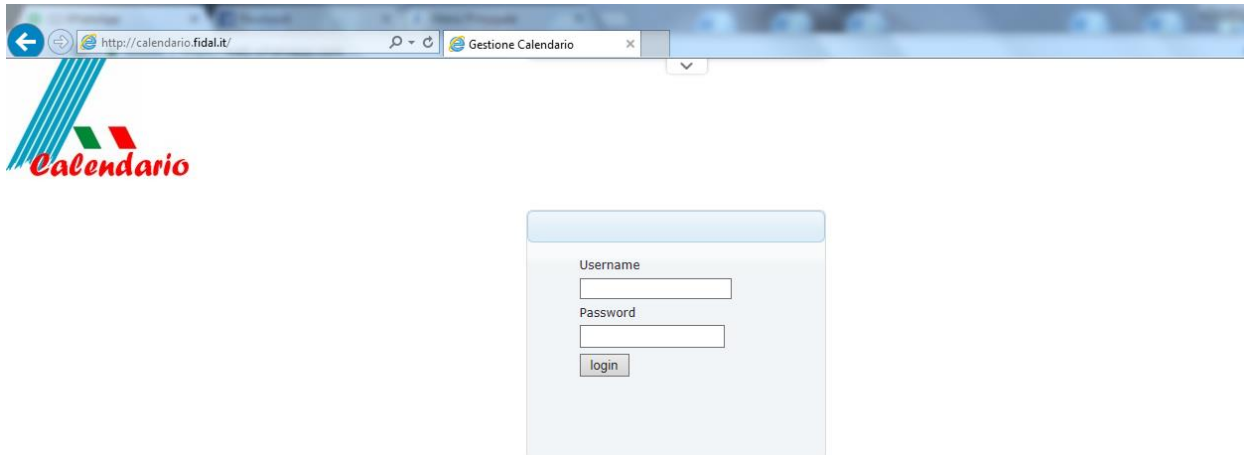 http://calendario.fidal.it/
Gestione Calendario
Calendario
Username
Password
login